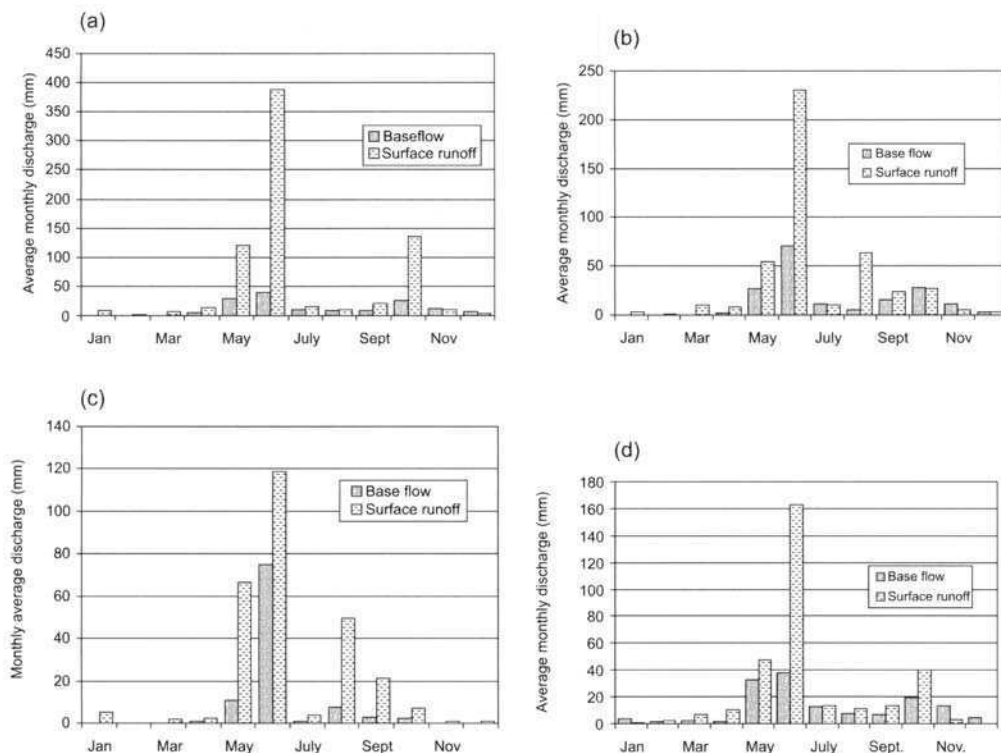 (a)
Average monthly discharge (mm)
450
400
350
300
250
200
150
100
50
0
Baseflow
Surface runoff
Jan Mar May July Sept Nov
(b)
Average monthly discharge (mm)
250
200
150
100
50
0
Base flow
Surface runoff
Jan Mar May July Sept Nov
(c)
Monthly average discharge (mm)
140
120
100
80
60
40
20
0
Base flow
Surface runoff
Jan Mar May July Sept Nov
(d)
Average monthly discharge (mm)
180
160
140
120
100
80
60
40
20
0
Base flow
Surface runoff
Jan Mar May July Sept. Nov.